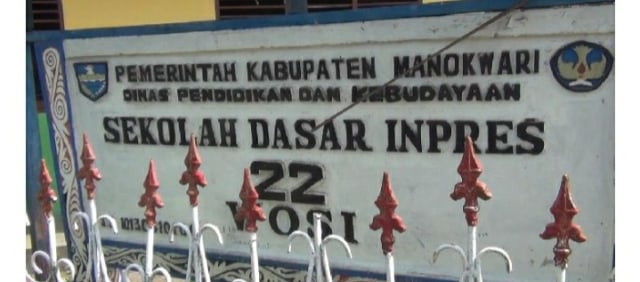 PEMERINTAH KABUPATEN MANOKWARI
DINAS PENDIDIKAN DAN KEBUDAYAAN
SEKOLAH DASAR INPRES
22
WOSI